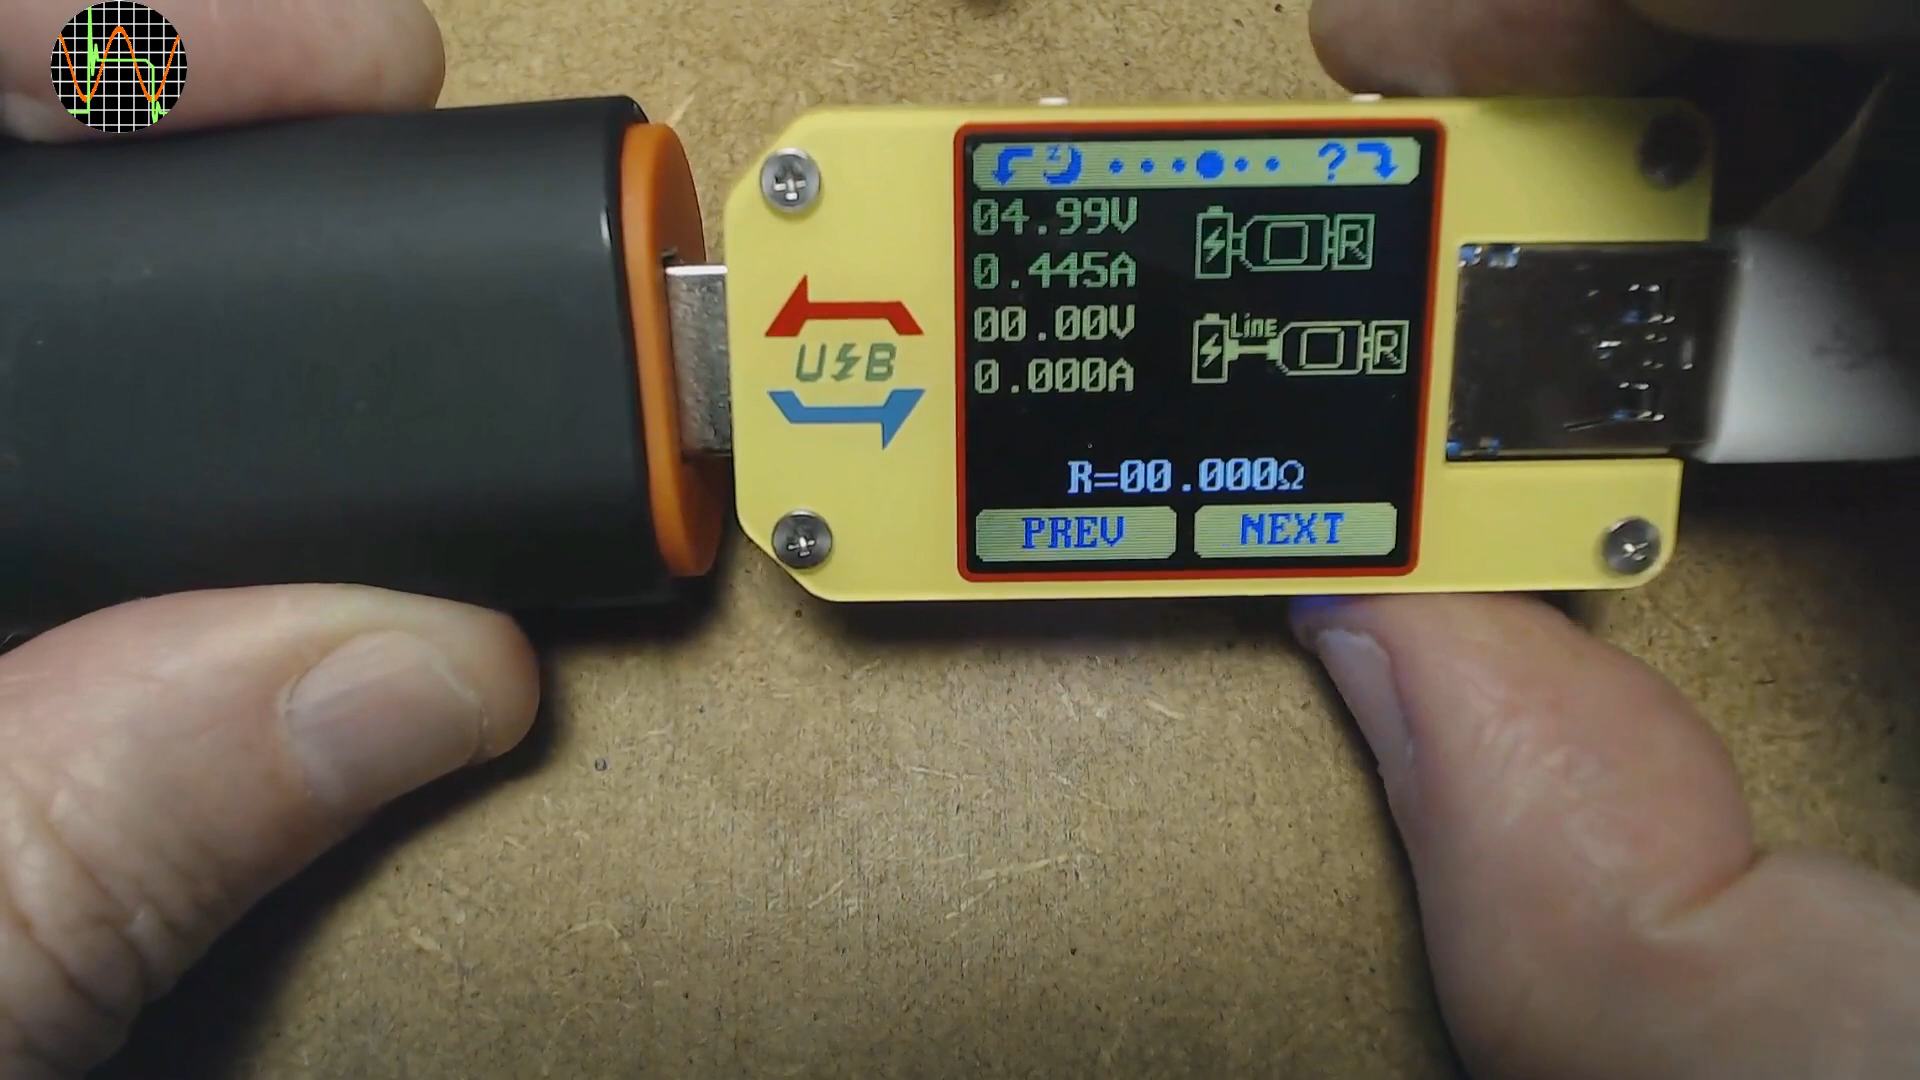 ?
04.99V
R
0.445A
00.00V
Line
R
0.000A
R=00.000Ω
PREV NEXT
USB